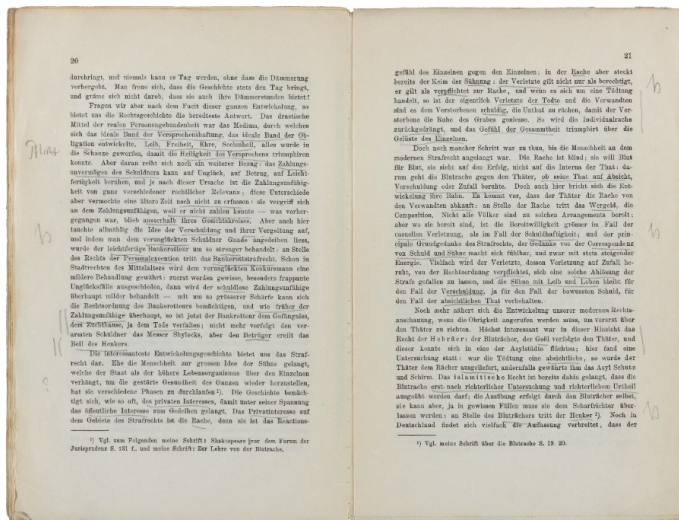 20
durchringt, und niemals kann es Tag werden, ohne dass die Dämmerung
vorhergeht. Man freue sich, dass die Geschichte stets den Tag bringt,
und gräme sich nicht darob, dass sie auch ihre Dämmerstunden bietet!
Fragen wir aber nach dem Facit dieser ganzen Entwickelung, so
bietet uns die Rechtsgeschichte die beredteste Antwort. Das drastische
Mittel der realen Personengebundenheit war das Medium, durch welches
sich das ideale Band der Versprochenshaftung, das ideale Band der Ob-
ligation entwickelte, Leib, Freiheit, Ehre, Seelenheil, alles wurde in
die Schanze geworfen, damit die Heiligkeit des Versprechens triumphiren
konnte. Aber daran reiht sich noch ein weiterer Bezug: das Zahlungs-
unvermögen des Schuldners kann auf Unglück, auf Betrug, auf Leicht-
fertigkeit beruhen, und je nach dieser Ursache ist die Zahlungsunfähig-
keit von ganz verschiedener rechtlicher Relevanz; diese Unterschiede
aber vermochte eine ältere Zeit noch nicht zu erfassen: sie vergriff sich
an dem Zahlungsunfähigen, weil er nicht zahlen konnte — was vorher-
gegangen war, blieb ausserhalb ihres Gesichtskreises. Aber auch hier
tauchte allmählig die Idee der Verschuldung und ihrer Vergeltung auf,
und indem man dem verunglückten Schuldner Gnade angedeihen liess,
wurde der leichtfertige Bankerotteur um so strenger behandelt: an Stelle
des Rechts der Personalexecution tritt das Bankerottstrafrecht. Schon in
Stadtrechten des Mittelalters wird dem verunglückten Konkursmann eine
mildere Behandlung gewährt: zuerst werden gewisse, besonders frappante
Unglücksfälle ausgeschieden, dann wird der schuldlose Zahlungsunfähige
überhaupt milder behandelt — mit um so grösserer Schärfe kann sich
die Rechtsordnung des Bankerotteurs bemächtigen, und wie früher der
Zahlungsunfähige überhaupt, so ist jetzt der Bankerotteur dem Gefängniss,
dem Zuchthause, ja dem Tode verfallen; nicht mehr verfolgt den ver-
armten Schuldner das Messer Shylocks, aber den Betrüger ereilt das
Beil des Henkers.
Die interessanteste Entwickelungsgeschichte bietet uns das Straf-
recht dar. Ehe die Menschheit zur grossen Idee der Sühne gelangt,
welche der Staat als der höhere Lebensorganismus über den Einzelnen
verhängt, um die gestörte Gesundheit des Ganzen wieder herzustellen,
hat sie verschiedene Phasen zu durchlaufen ¹). Die Geschichte bemäch-
tigt sich, wie so oft, des privaten Interesses, damit unter seiner Spannung
das öffentliche Interesse zum Gedeihen gelangt. Das Privatinteresse auf
dem Gebiete des Strafrechts ist die Rache, denn sie ist das Reactions-
¹) Vgl. zum Folgenden meine Schrift: Shakespeare vor dem Forum der
Jurisprudenz S. 131 f., und meine Schrift: Zur Lehre von der Blutrache.
21
gefühl des Einzelnen gegen den Einzelnen; in der Rache aber steckt
bereits der Keim der Sühnung: der Verletzte gilt nicht nur als berechtigt,
er gilt als verpflichtet zur Rache, und wenn es sich um eine Tödtung
handelt, so ist der eigentlich Verletzte der Todte und die Verwandten
sind es dem Verstorbenen schuldig, die Unthat zu rächen, damit der Ver-
storbene die Ruhe des Grabes geniesse. So wird die Individualrache
zurückgedrängt, und das Gefühl der Gesammtheit triumphirt über die
Gelüste des Einzelnen.
Doch noch mancher Schritt war zu thun, bis die Menschheit an dem
modernen Strafrecht angelangt war. Die Rache ist blind; sie will Blut
für Blut, sie sieht auf den Erfolg, nicht auf die Interna der That: da-
rum geht die Blutrache gegen den Thäter, ob seine That auf Absicht,
Verschuldung oder Zufall beruhte. Doch auch hier bricht sich die Ent-
wickelung ihre Bahn. Es kommt vor, dass der Thäter die Rache von
den Verwandten abkauft: an Stelle der Rache tritt das Wergeld, die
Composition. Nicht alle Völker sind zu solchen Arrangements bereit;
aber wo sie bereit sind, ist die Bereitwilligkeit grösser im Fall der
casuellen Verletzung, als im Fall der Schuldhaftigkeit; und der prin-
cipale Grundgedanke des Strafrechts, der Gedanke von der Correspondenz
von Schuld und Sühne macht sich fühlbar, und zwar mit stets steigender
Energie. Vielfach wird der Verletzte, dessen Verletzung auf Zufall be-
ruht, von der Rechtsordnung verpflichtet, sich eine solche Ablösung der
Strafe gefallen zu lassen, und die Sühne mit Leib und Leben bleibt für
den Fall der Verschuldung, ja für den Fall der bewussten Schuld, für
den Fall der absichtlichen That vorbehalten.
Noch mehr nähert sich die Entwickelung unserer modernen Rechts-
anschauung, wenn die Obrigkeit angerufen werden muss, um vorerst über
den Thäter zu richten. Höchst interessant war in dieser Hinsicht das
Recht der Hebräer: der Bluträcher, der Goël verfolgte den Thäter, und
dieser konnte sich in eine der Asylstädte flüchten; hier fand eine
Untersuchung statt: war die Tödtung eine absichtliche, so wurde der
Thäter dem Rächer ausgeliefert, anderenfalls gewährte ihm das Asyl Schutz
und Schirm. Das islamitische Recht ist bereits dahin gelangt, dass die
Blutrache erst nach richterlicher Untersuchung und richterlichem Urtheil
ausgeübt werden darf; die Ausübung erfolgt durch den Bluträcher selbst,
sie kann aber, ja in gewissen Fällen muss sie dem Scharfrichter über-
lassen werden: an Stelle des Bluträchers tritt der Henker ²). Noch in
Deutschland findet sich vielfach die Auffassung verbreitet, dass der
¹) Vgl. meine Schrift über die Blutrache S. 19. 20.